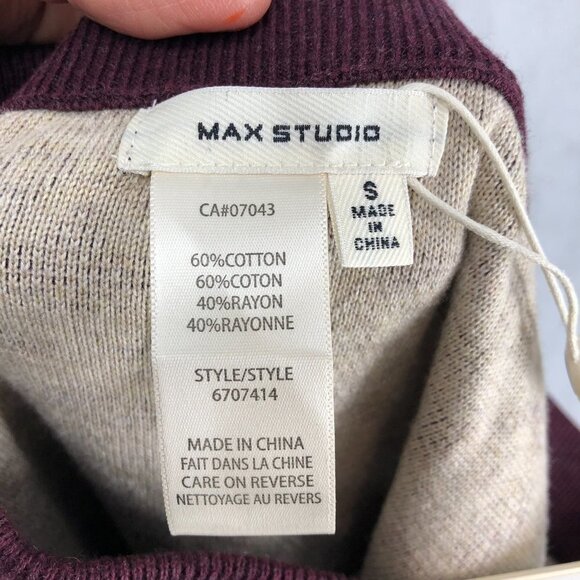 MAX STUDIO
S
MADE
IN
CHINA
CA#07043
60%COTTON
60%COTON
40%RAYON
40%RAYONNE
STYLE/STYLE
6707414
MADE IN CHINA
FAIT DANS LA CHINE
CARE ON REVERSE
NETTOYAGE AU REVERS